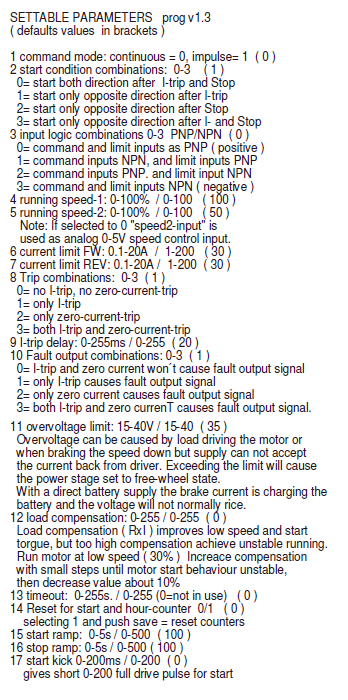 SETTABLE PARAMETERS prog v1.3
( defaults values in brackets )
1 command mode: continuous = 0, impulse= 1 ( 0 )
2 start condition combinations: 0-3 ( 1 )
0= start both direction after I-trip and Stop
1= start only opposite direction after I-trip
2= start only opposite direction after Stop
3= start only opposite direction after I- and Stop
3 input logic combinations 0-3 PNP/NPN ( 0 )
0= command and limit inputs as PNP ( positive )
1= command inputs NPN, and limit inputs PNP
2= command inputs PNP. and limit input NPN
3= command and limit inputs NPN ( negative )
4 running speed-1: 0-100% / 0-100 ( 100 )
5 running speed-2: 0-100% / 0-100 ( 50 )
Note: If selected to 0 "speed2-input" is
used as analog 0-5V speed control input.
6 current limit FW: 0.1-20A / 1-200 ( 30 )
7 current limit REV: 0.1-20A / 1-200 ( 30 )
8 Trip combinations: 0-3 ( 1 )
0= no I-trip, no zero-current-trip
1= only I-trip
2= only zero-current-trip
3= both I-trip and zero-current-trip
9 I-trip delay: 0-255ms / 0-255 ( 20 )
10 Fault output combinations: 0-3 ( 1 )
0= I-trip and zero current won´t cause fault output signal
1= only I-trip causes fault output signal
2= only zero current causes fault output signal
3= both I-trip and zero currenT causes fault output signal.
11 overvoltage limit: 15-40V / 15-40 ( 35 )
Overvoltage can be caused by load driving the motor or
when braking the speed down but supply can not accept
the current back from driver. Exceeding the limit will cause
the power stage set to free-wheel state.
With a direct battery supply the brake current is charging the
battery and the voltage will not normally rice.
12 load compensation: 0-255 / 0-255 ( 0 )
Load compensation ( RxI ) improves low speed and start
torgue, but too high compensation achieve unstable running.
Run motor at low speed ( 30% ) Increace compensation
with small steps until motor start behaviour unstable,
then decrease value about 10%
13 timeout: 0-255s. / 0-255 (0=not in use) ( 0 )
14 Reset for start and hour-counter 0/1 ( 0 )
selecting 1 and push save = reset counters
15 start ramp: 0-5s / 0-500 ( 100 )
16 stop ramp: 0-5s / 0-500 ( 100 )
17 start kick 0-200ms / 0-200 ( 0 )
gives short 0-200 full drive pulse for start